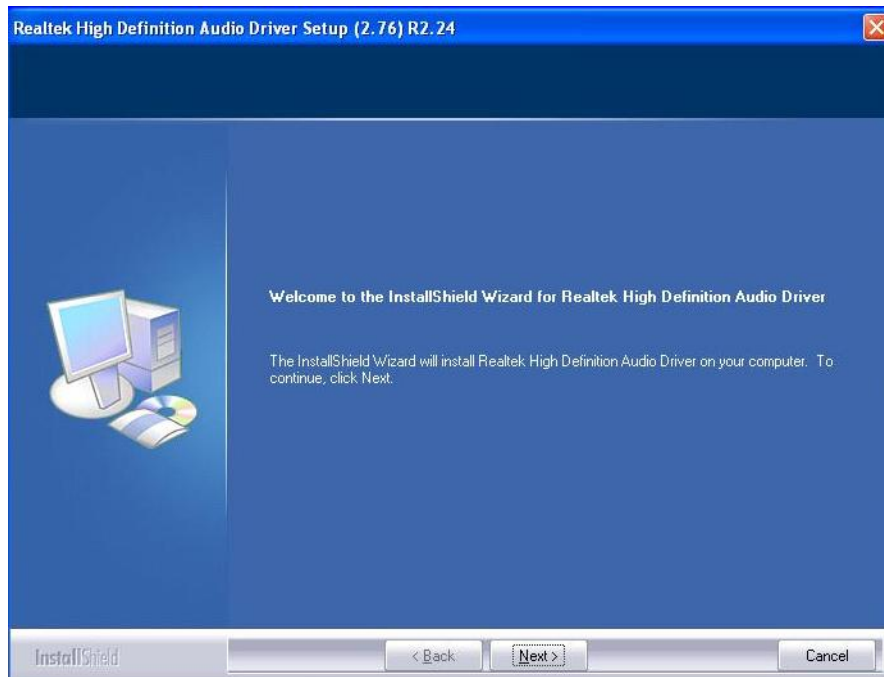 Realtek High Definition Audio Driver Setup (2.76) R2.24
Welcome to the InstallShield Wizard for Realtek High Definition Audio Driver
The InstallShield Wizard will install Realtek High Definition Audio Driver on your computer. To
continue, click Next.
InstallShield
< Back
Next >
Cancel